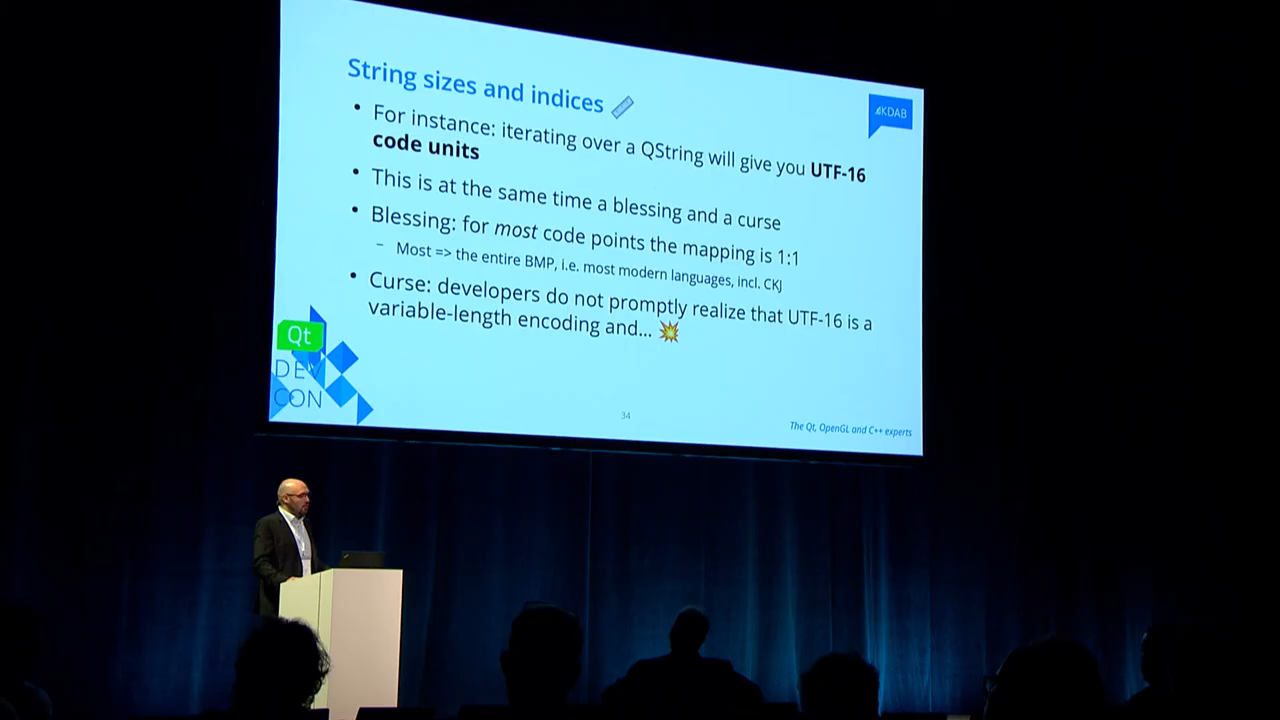 String sizes and indices 📏
KDAB
• For instance: iterating over a QString will give you UTF-16
code units
• This is at the same time a blessing and a curse
• Blessing: for most code points the mapping is 1:1
– Most => the entire BMP, i.e. most modern languages, incl. CKJ
• Curse: developers do not promptly realize that UTF-16 is a
variable-length encoding and... 💥
Qt
DEV
CON
34
The Qt, OpenGL and C++ experts